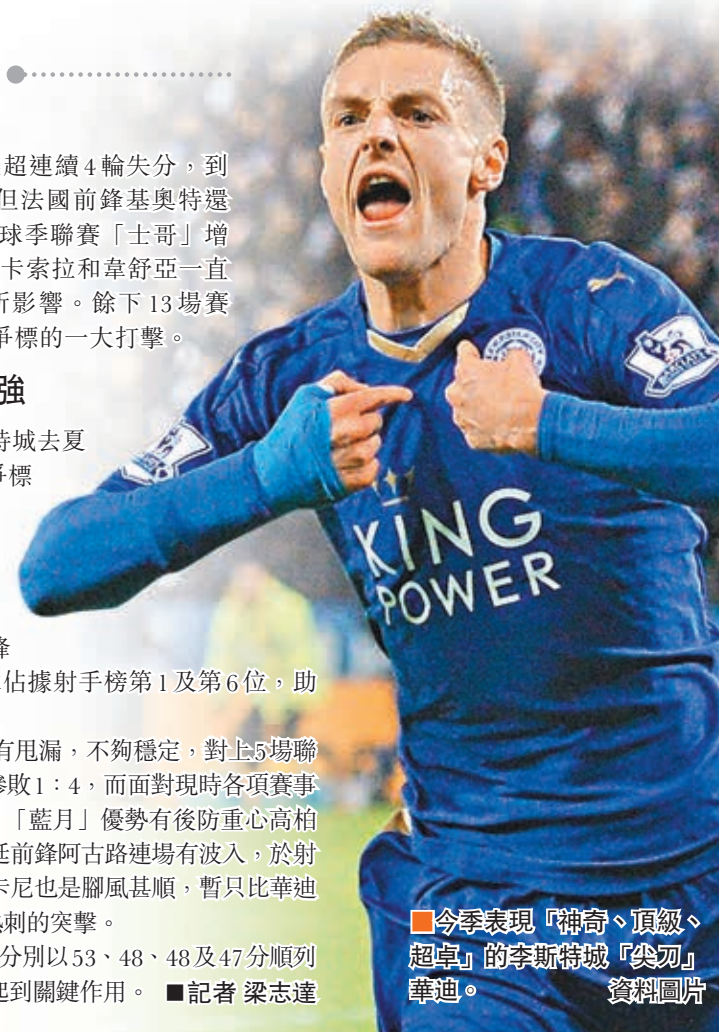 超連續4輪失分，到
但法國前鋒基奧特還
球季聯賽「士哥」增
卡索拉和韋舒亞一直
所影響。餘下13場賽
爭標的一大打擊。
強
特城去夏
爭標
鋒
佔據射手榜第1及第6位，助
有甩漏，不夠穩定，對上5場聯
慘敗1：4，而面對現時各項賽事
「藍月」優勢有後防重心高柏
廷前鋒阿古路連場有波入，於射
卡尼也是腳風甚順，暫只比華迪
熱刺的突擊。
分別以53、48、48及47分順列
起到關鍵作用。 ■記者 梁志達
KING
POWER
■今季表現「神奇、頂級、
超卓」的李斯特城「尖刀」
華迪。 資料圖片